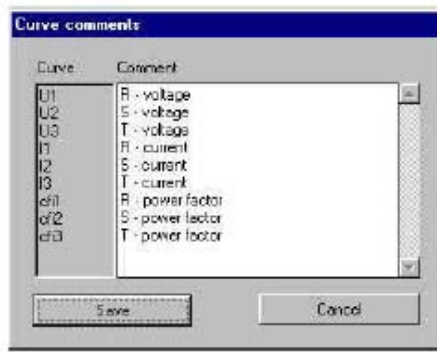 Curve comments
Curve Comment
U1 R - voltage
U2 S - voltage
U3 T - voltage
I1 R - current
I2 S - current
I3 T - current
cfi1 R - power factor
cfi2 S - power factor
cfi3 T - power factor
Save Cancel